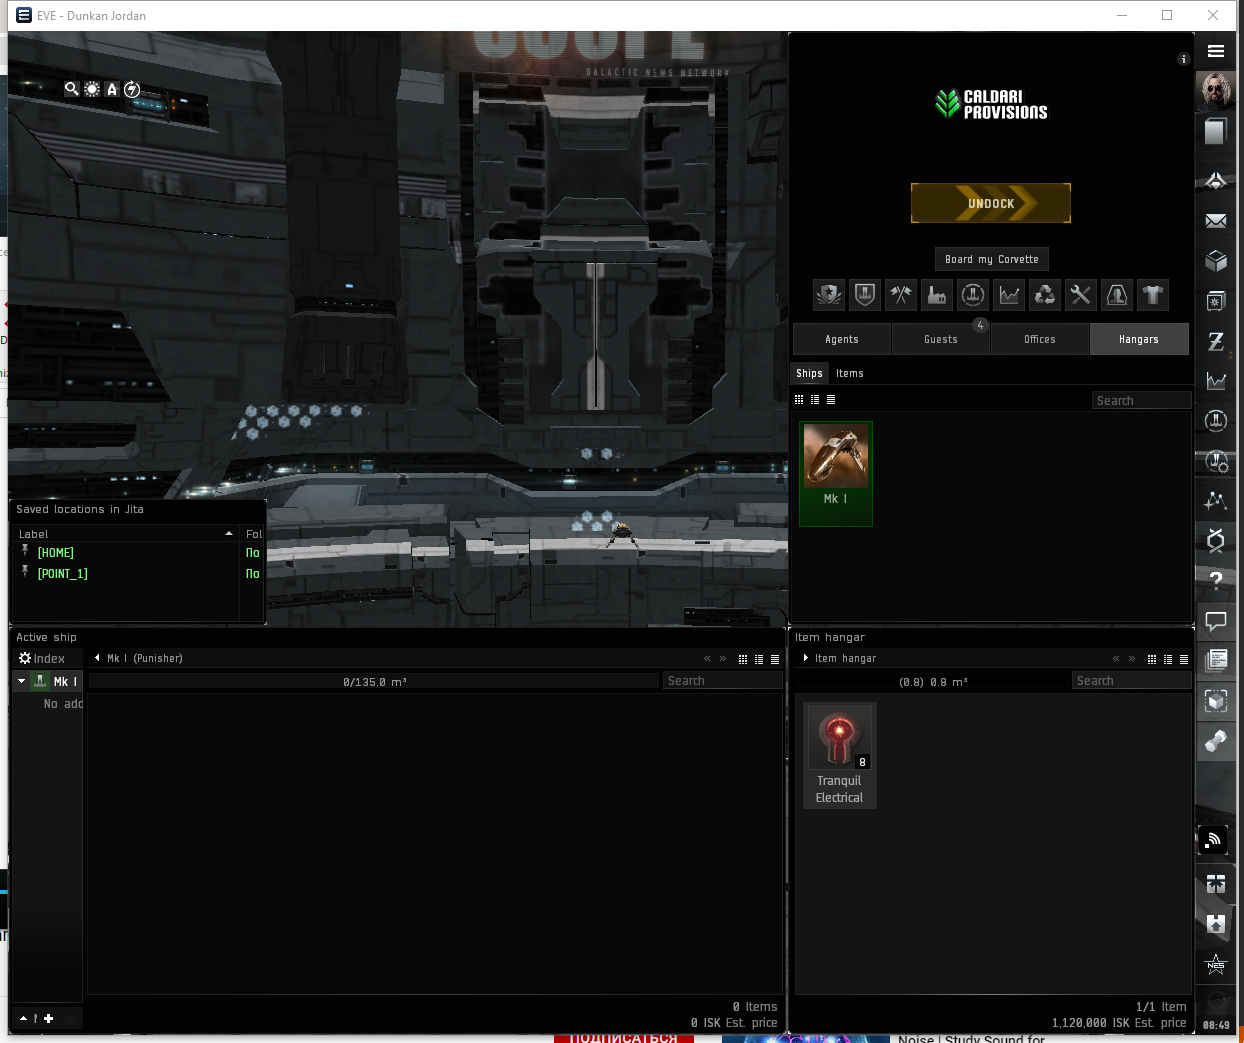 EVE - Dunkan Jordan
GALACTIC NEWS NETWORK
CALDARI
PROVISIONS
UNDOCK
Board my Corvette
4
Agents
Guests
Offices
Hangars
Ships
Items
Search
Mk I
Saved locations in Jita
Label
Fol
[HOME]
По
[POINT_1]
По
Active ship
Index
Mk I (Punisher)
Mk I
No add
0/135.0 m³
Search
0 Items
0 ISK Est. price
Item hangar
Item hangar
(0.8) 0.8 m³
Search
8
Tranquil
Electrical
1/1 Item
1,120,000 ISK Est. price
NES
08:49
ПОДПИСАТЬСЯ
Noise | Study Sound for